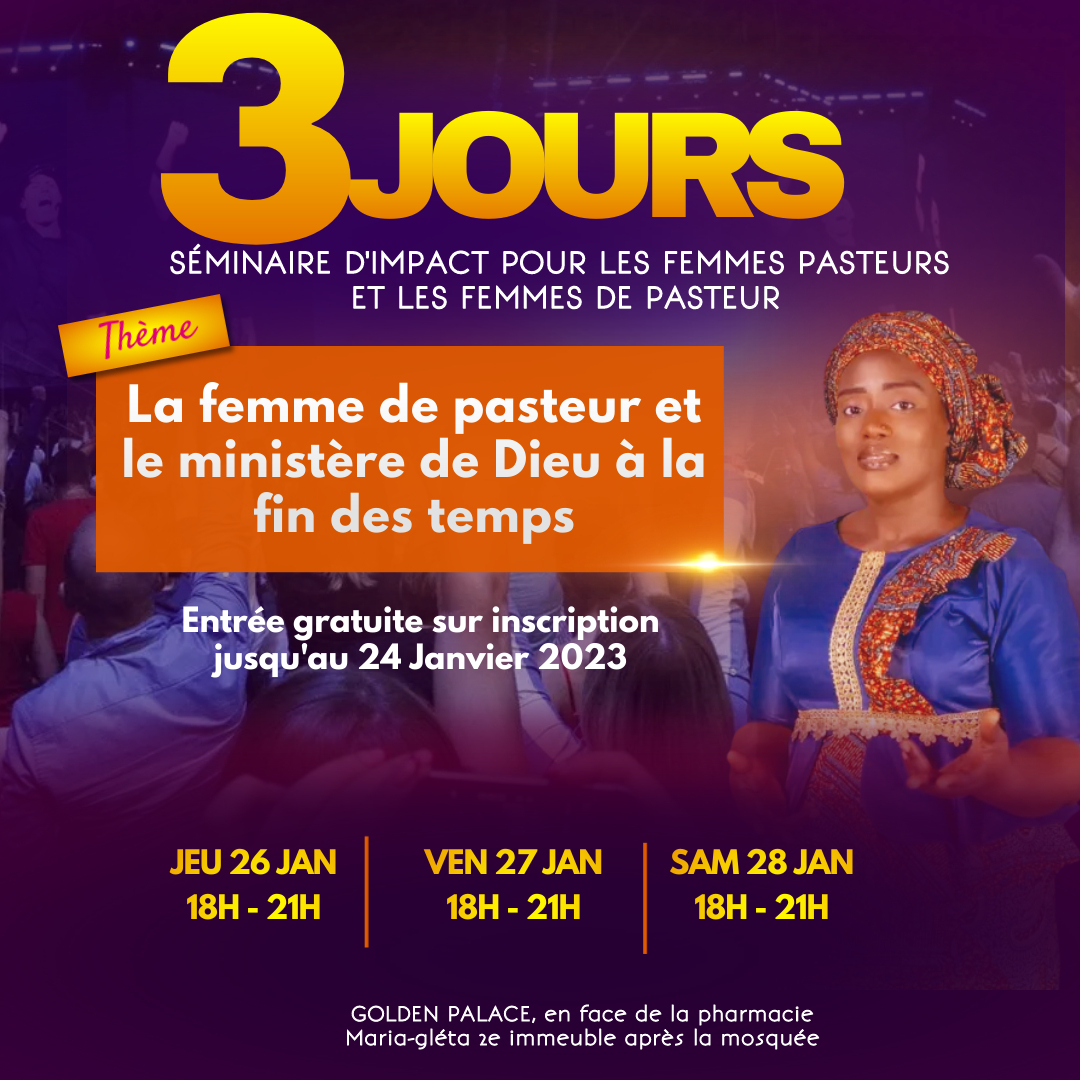 3 JOURS
SÉMINAIRE D'IMPACT POUR LES FEMMES PASTEURS
ET LES FEMMES DE PASTEUR
Thème
La femme de pasteur et
le ministère de Dieu à la
fin des temps
Entrée gratuite sur inscription
jusqu'au 24 Janvier 2023
JEU 26 JAN
18H - 21H
VEN 27 JAN
18H - 21H
SAM 28 JAN
18H - 21H
GOLDEN PALACE, en face de la pharmacie
Maria-gléta 2e immeuble après la mosquée